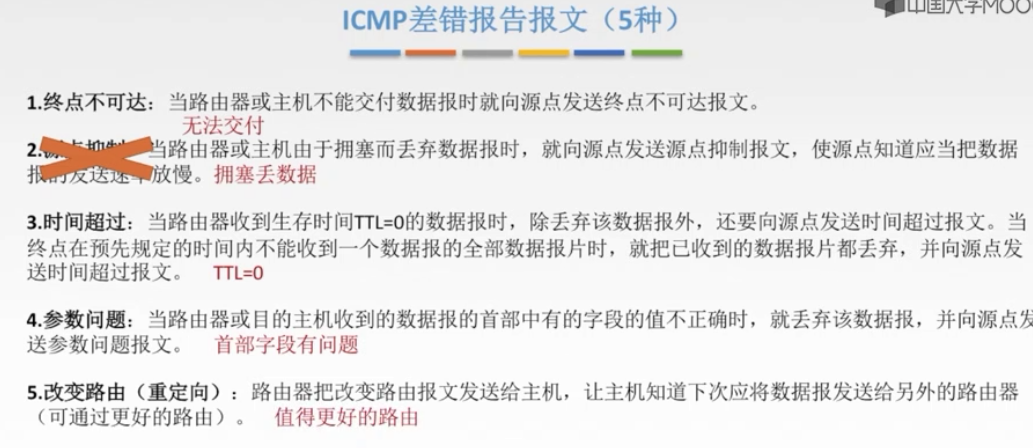 中国大学MOO
ICMP差错报告报文（5种）
1.终点不可达：当路由器或主机不能交付数据报时就向源点发送终点不可达报文。
无法交付
2.源点抑制：当路由器或主机由于拥塞而丢弃数据报时，就向源点发送源点抑制报文，使源点知道应当把数据
报的发送速率放慢。拥塞丢数据
3.时间超过：当路由器收到生存时间TTL=0的数据报时，除丢弃该数据报外，还要向源点发送时间超过报文。当
终点在预先规定的时间内不能收到一个数据报的全部数据报片时，就把已收到的数据报片都丢弃，并向源点发
送时间超过报文。 TTL=0
4.参数问题：当路由器或目的主机收到的数据报的首部中有的字段的值不正确时，就丢弃该数据报，并向源点发
送参数问题报文。 首部字段有问题
5.改变路由（重定向）：路由器把改变路由报文发送给主机，让主机知道下次应将数据报发送给另外的路由器
（可通过更好的路由）。 值得更好的路由